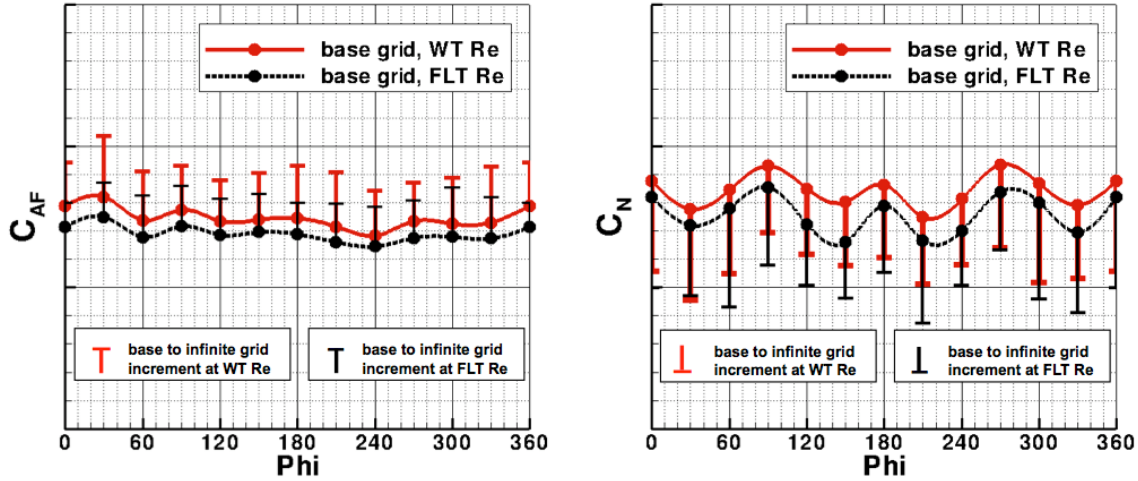 base grid, WT Re
base grid, FLT Re
C_AF
base to infinite grid
increment at WT Re
base to infinite grid
increment at FLT Re
0 60 120 180 240 300 360
Phi
base grid, WT Re
base grid, FLT Re
C_N
base to infinite grid
increment at WT Re
base to infinite grid
increment at FLT Re
0 60 120 180 240 300 360
Phi